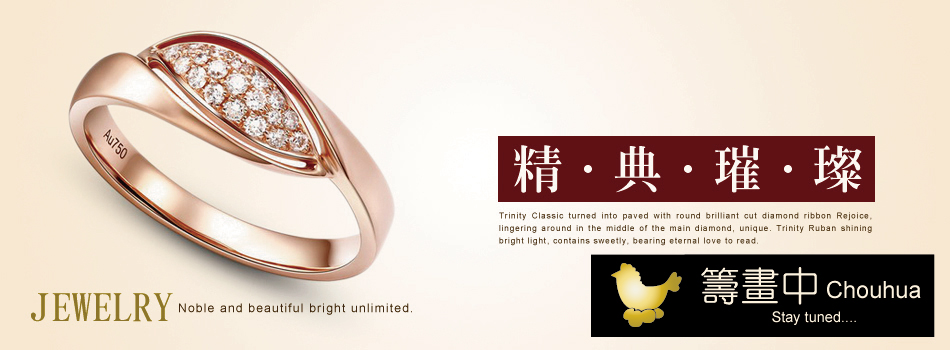 Au750
精·典·璀·璨
Trinity Classic turned into paved with round brilliant cut diamond ribbon Rejoice,
lingering around in the middle of the main diamond, unique. Trinity Ruban shining
bright light, contains sweetly, bearing eternal love to read.
JEWELRY Noble and beautiful bright unlimited.
籌畫中 Chouhua
Stay tuned....